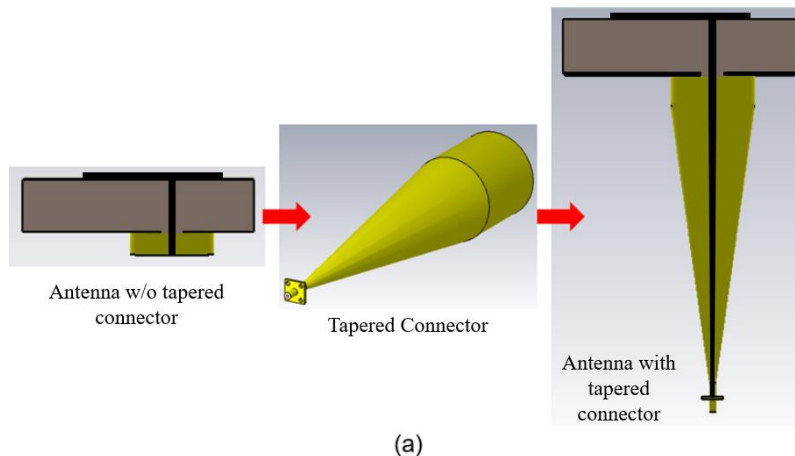 Antenna w/o tapered
connector
Tapered Connector
Antenna with
tapered
connector
(a)